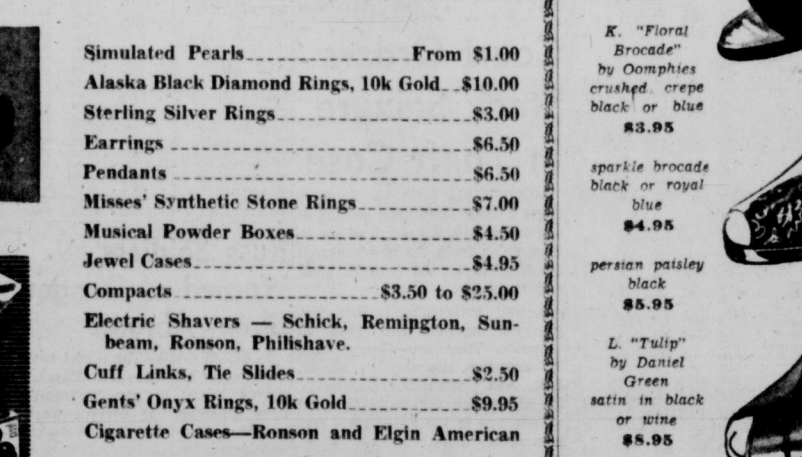 Simulated Pearls From $1.00
Alaska Black Diamond Rings, 10k Gold $10.00
Sterling Silver Rings $3.00
Earrings $6.50
Pendants $6.50
Misses' Synthetic Stone Rings $7.00
Musical Powder Boxes $4.50
Jewel Cases $4.95
Compacts $3.50 to $25.00
Electric Shavers — Schick, Remington, Sun-
beam, Ronson, Philishave.
Cuff Links, Tie Slides $2.50
Gents' Onyx Rings, 10k Gold $9.95
Cigarette Cases—Ronson and Elgin American
K. "Floral
Brocade"
by Oomphies
crushed crepe
black or blue
$3.95
sparkle brocade
black or royal
blue
$4.95
persian paisley
black
$5.95
L. "Tulip"
by Daniel
Green
satin in black
or wine
$8.95